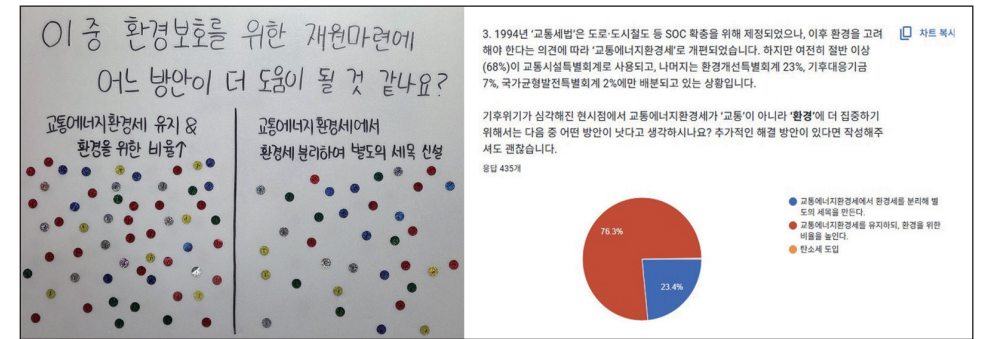 이 중 환경보호를 위한 재원마련에
어느 방안이 더 도움이 될 것 같나요?
교통에너지환경세 유지 &
환경을 위한 비율↑
교통에너지환경세에서
환경세 분리하여 별도의 세목 신설
3. 1994년 ‘교통세법’은 도로·도시철도 등 SOC 확충을 위해 제정되었으나, 이후 환경을 고려
해야 한다는 의견에 따라 ‘교통에너지환경세’로 개편되었습니다. 하지만 여전히 절반 이상
(68%)이 교통시설특별회계로 사용되고, 나머지는 환경개선특별회계 23%, 기후대응기금
7%, 국가균형발전특별회계 2%에만 배분되고 있는 상황입니다.
차트 복사
기후위기가 심각해진 현시점에서 교통에너지환경세가 ‘교통’이 아니라 ‘환경’에 더 집중하기
위해서는 다음 중 어떤 방안이 낫다고 생각하시나요? 추가적인 해결 방안이 있다면 작성해주
셔도 괜찮습니다.
응답 435개
76.3%
23.4%
교통에너지환경세에서 환경세를 분리해 별
도의 세목을 만든다.
교통에너지환경세를 유지하되, 환경을 위한
비율을 높인다.
탄소세 도입